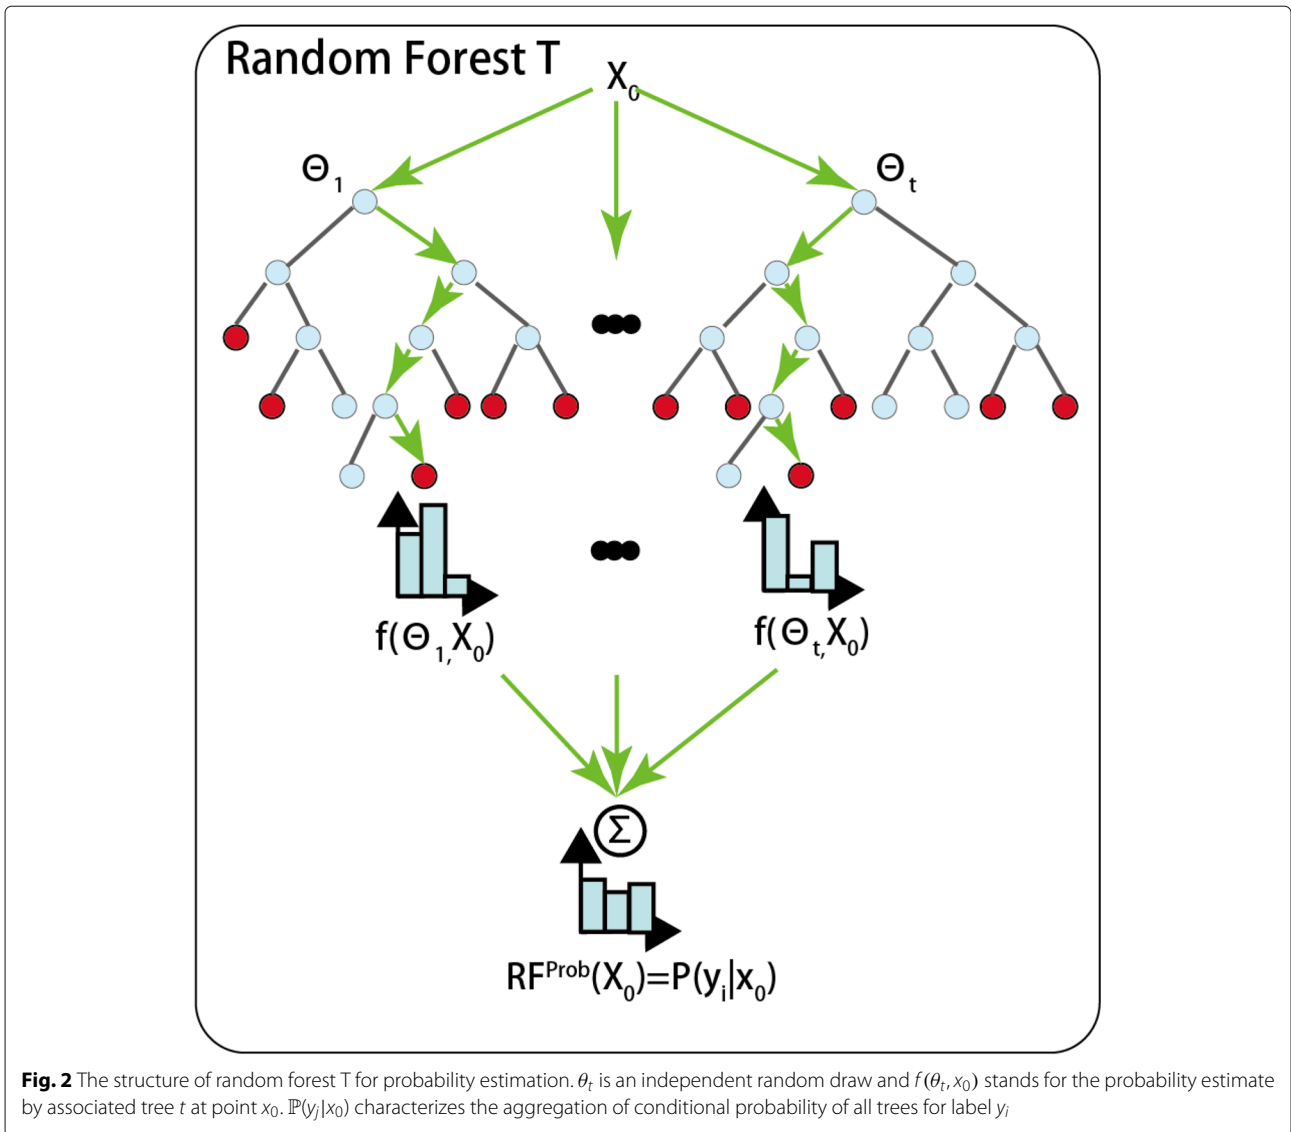 Random Forest T
X₀
Θ₁
Θₜ
f(Θ₁,X₀)
f(Θₜ,X₀)
Σ
RFᴾʳᵒᵇ(X₀)=P(yᵢ|x₀)
Fig. 2 The structure of random forest T for probability estimation. θₜ is an independent random draw and f(θₜ, x₀) stands for the probability estimate
by associated tree t at point x₀. ℙ(yⱼ|x₀) characterizes the aggregation of conditional probability of all trees for label yᵢ